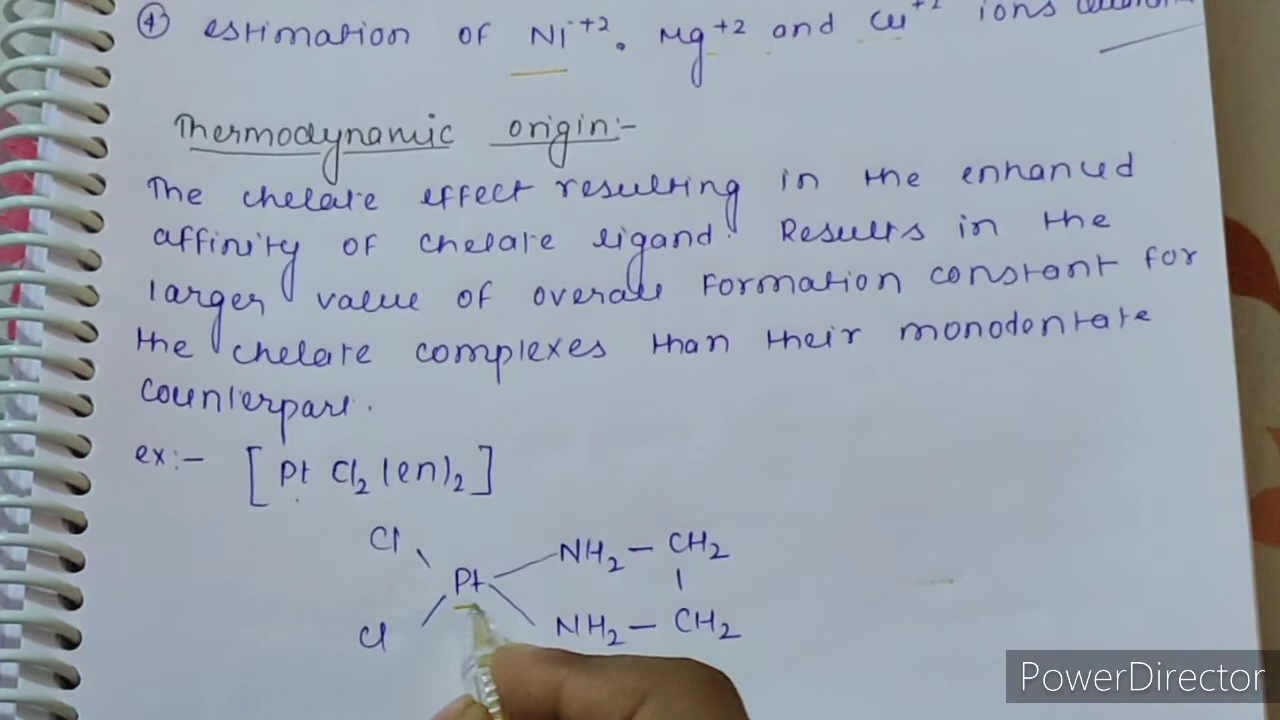 ④ estimation of Ni+2. Mg+2 and Cu+2 ions
Thermodynamic origin:-
The chelate effect resulting in the enhanced
affinity of chelate ligand. Results in the
larger value of overall formation constant for
the chelate complexes than their monodentate
counterpart.
ex:- [Pt Cl2 (en)2]
Cl NH2 — CH2
Pt
Cl NH2 — CH2
PowerDirector